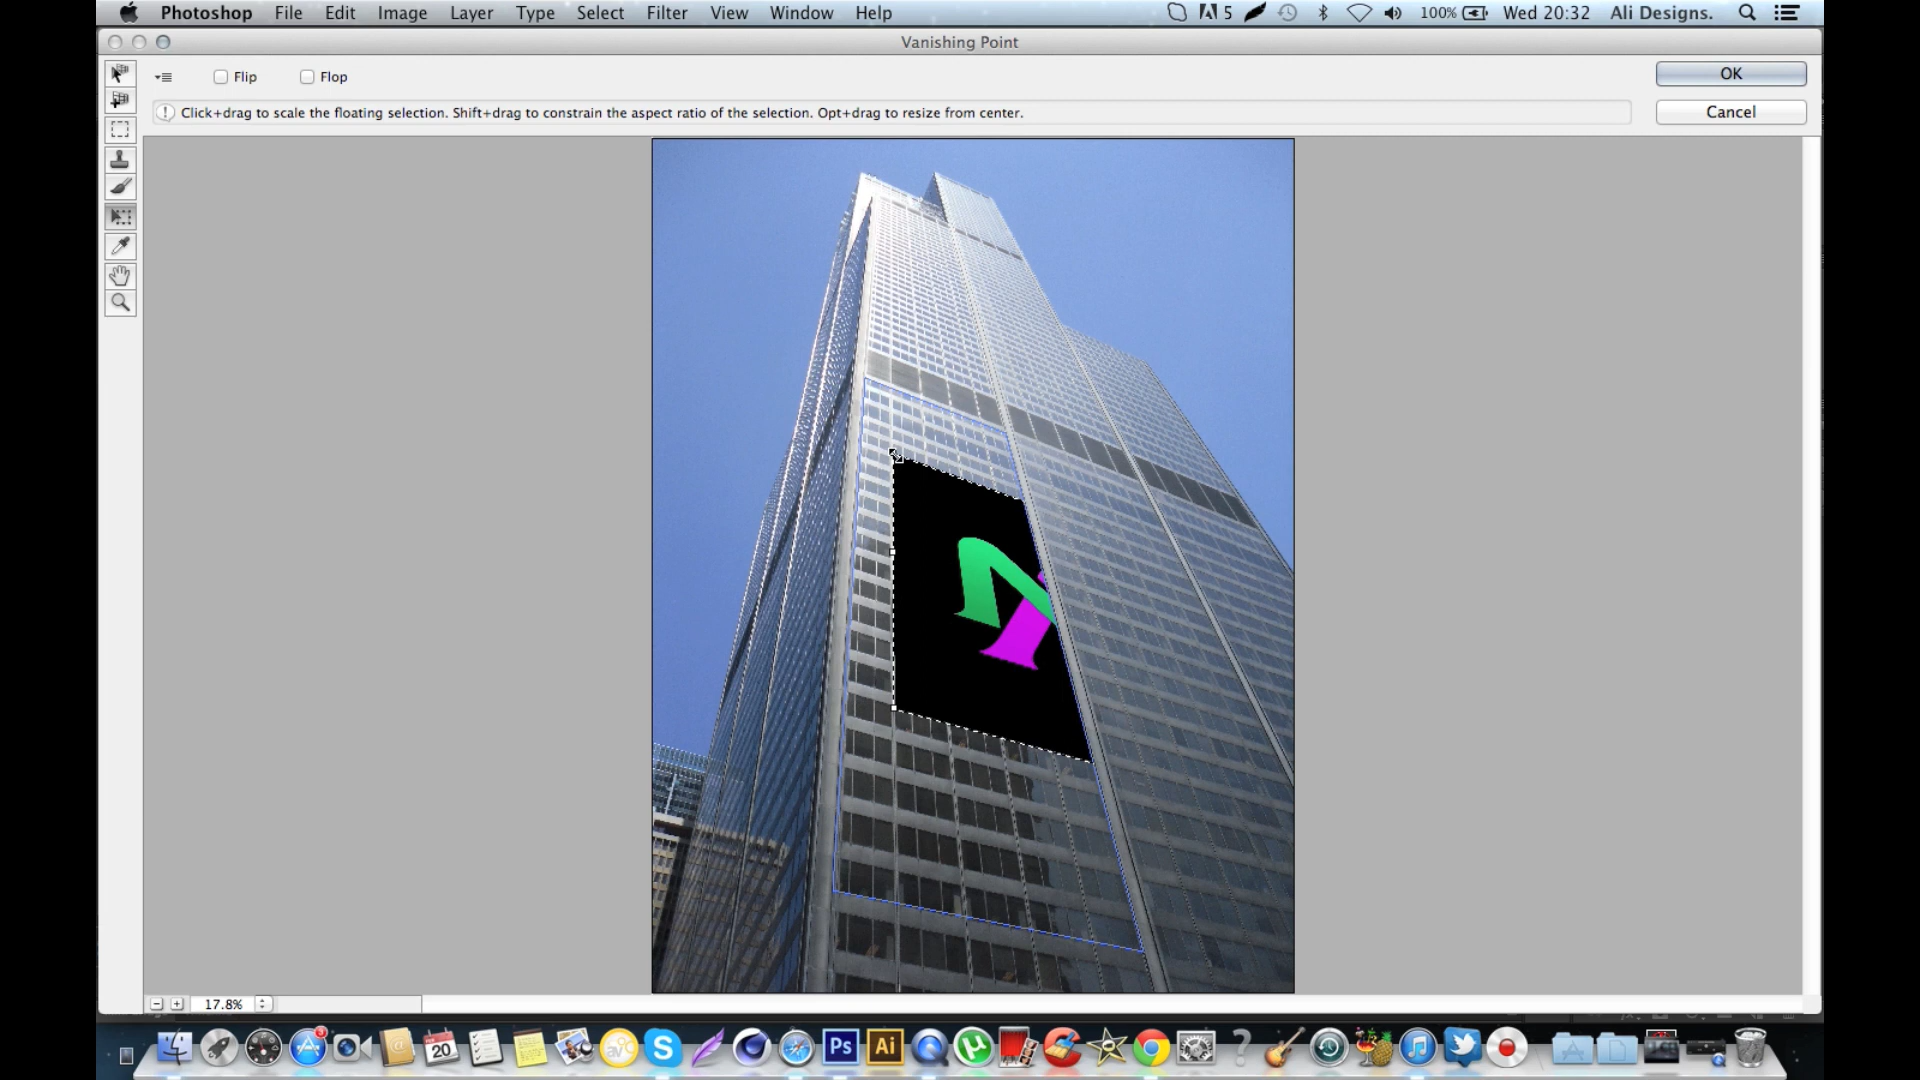 Photoshop File Edit Image Layer Type Select Filter View Window Help 5 100% Wed 20:32 Ali Designs.
Vanishing Point
Flip Flop OK
Click+drag to scale the floating selection. Shift+drag to constrain the aspect ratio of the selection. Opt+drag to resize from center. Cancel
17.8%
3 20 av S Ps Ai